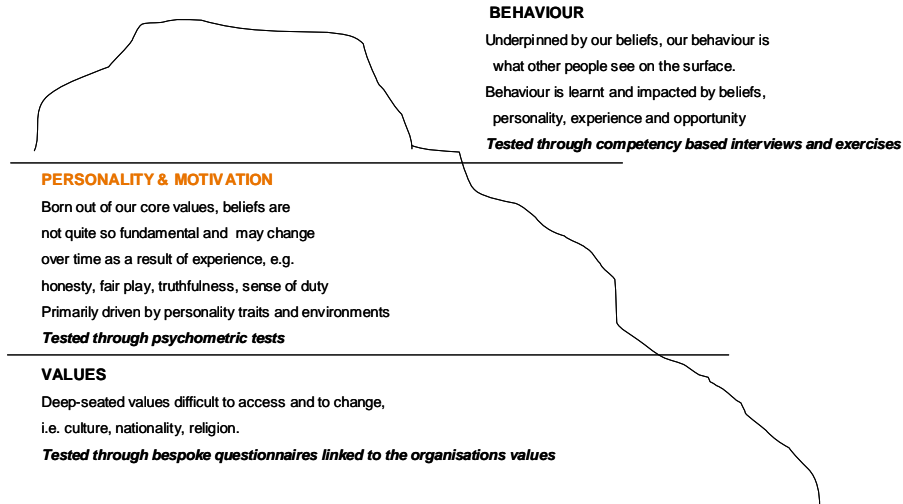 BEHAVIOUR
Underpinned by our beliefs, our behaviour is
what other people see on the surface.
Behaviour is learnt and impacted by beliefs,
personality, experience and opportunity
Tested through competency based interviews and exercises
PERSONALITY & MOTIVATION
Born out of our core values, beliefs are
not quite so fundamental and may change
over time as a result of experience, e.g.
honesty, fair play, truthfulness, sense of duty
Primarily driven by personality traits and environments
Tested through psychometric tests
VALUES
Deep-seated values difficult to access and to change,
i.e. culture, nationality, religion.
Tested through bespoke questionnaires linked to the organisations values